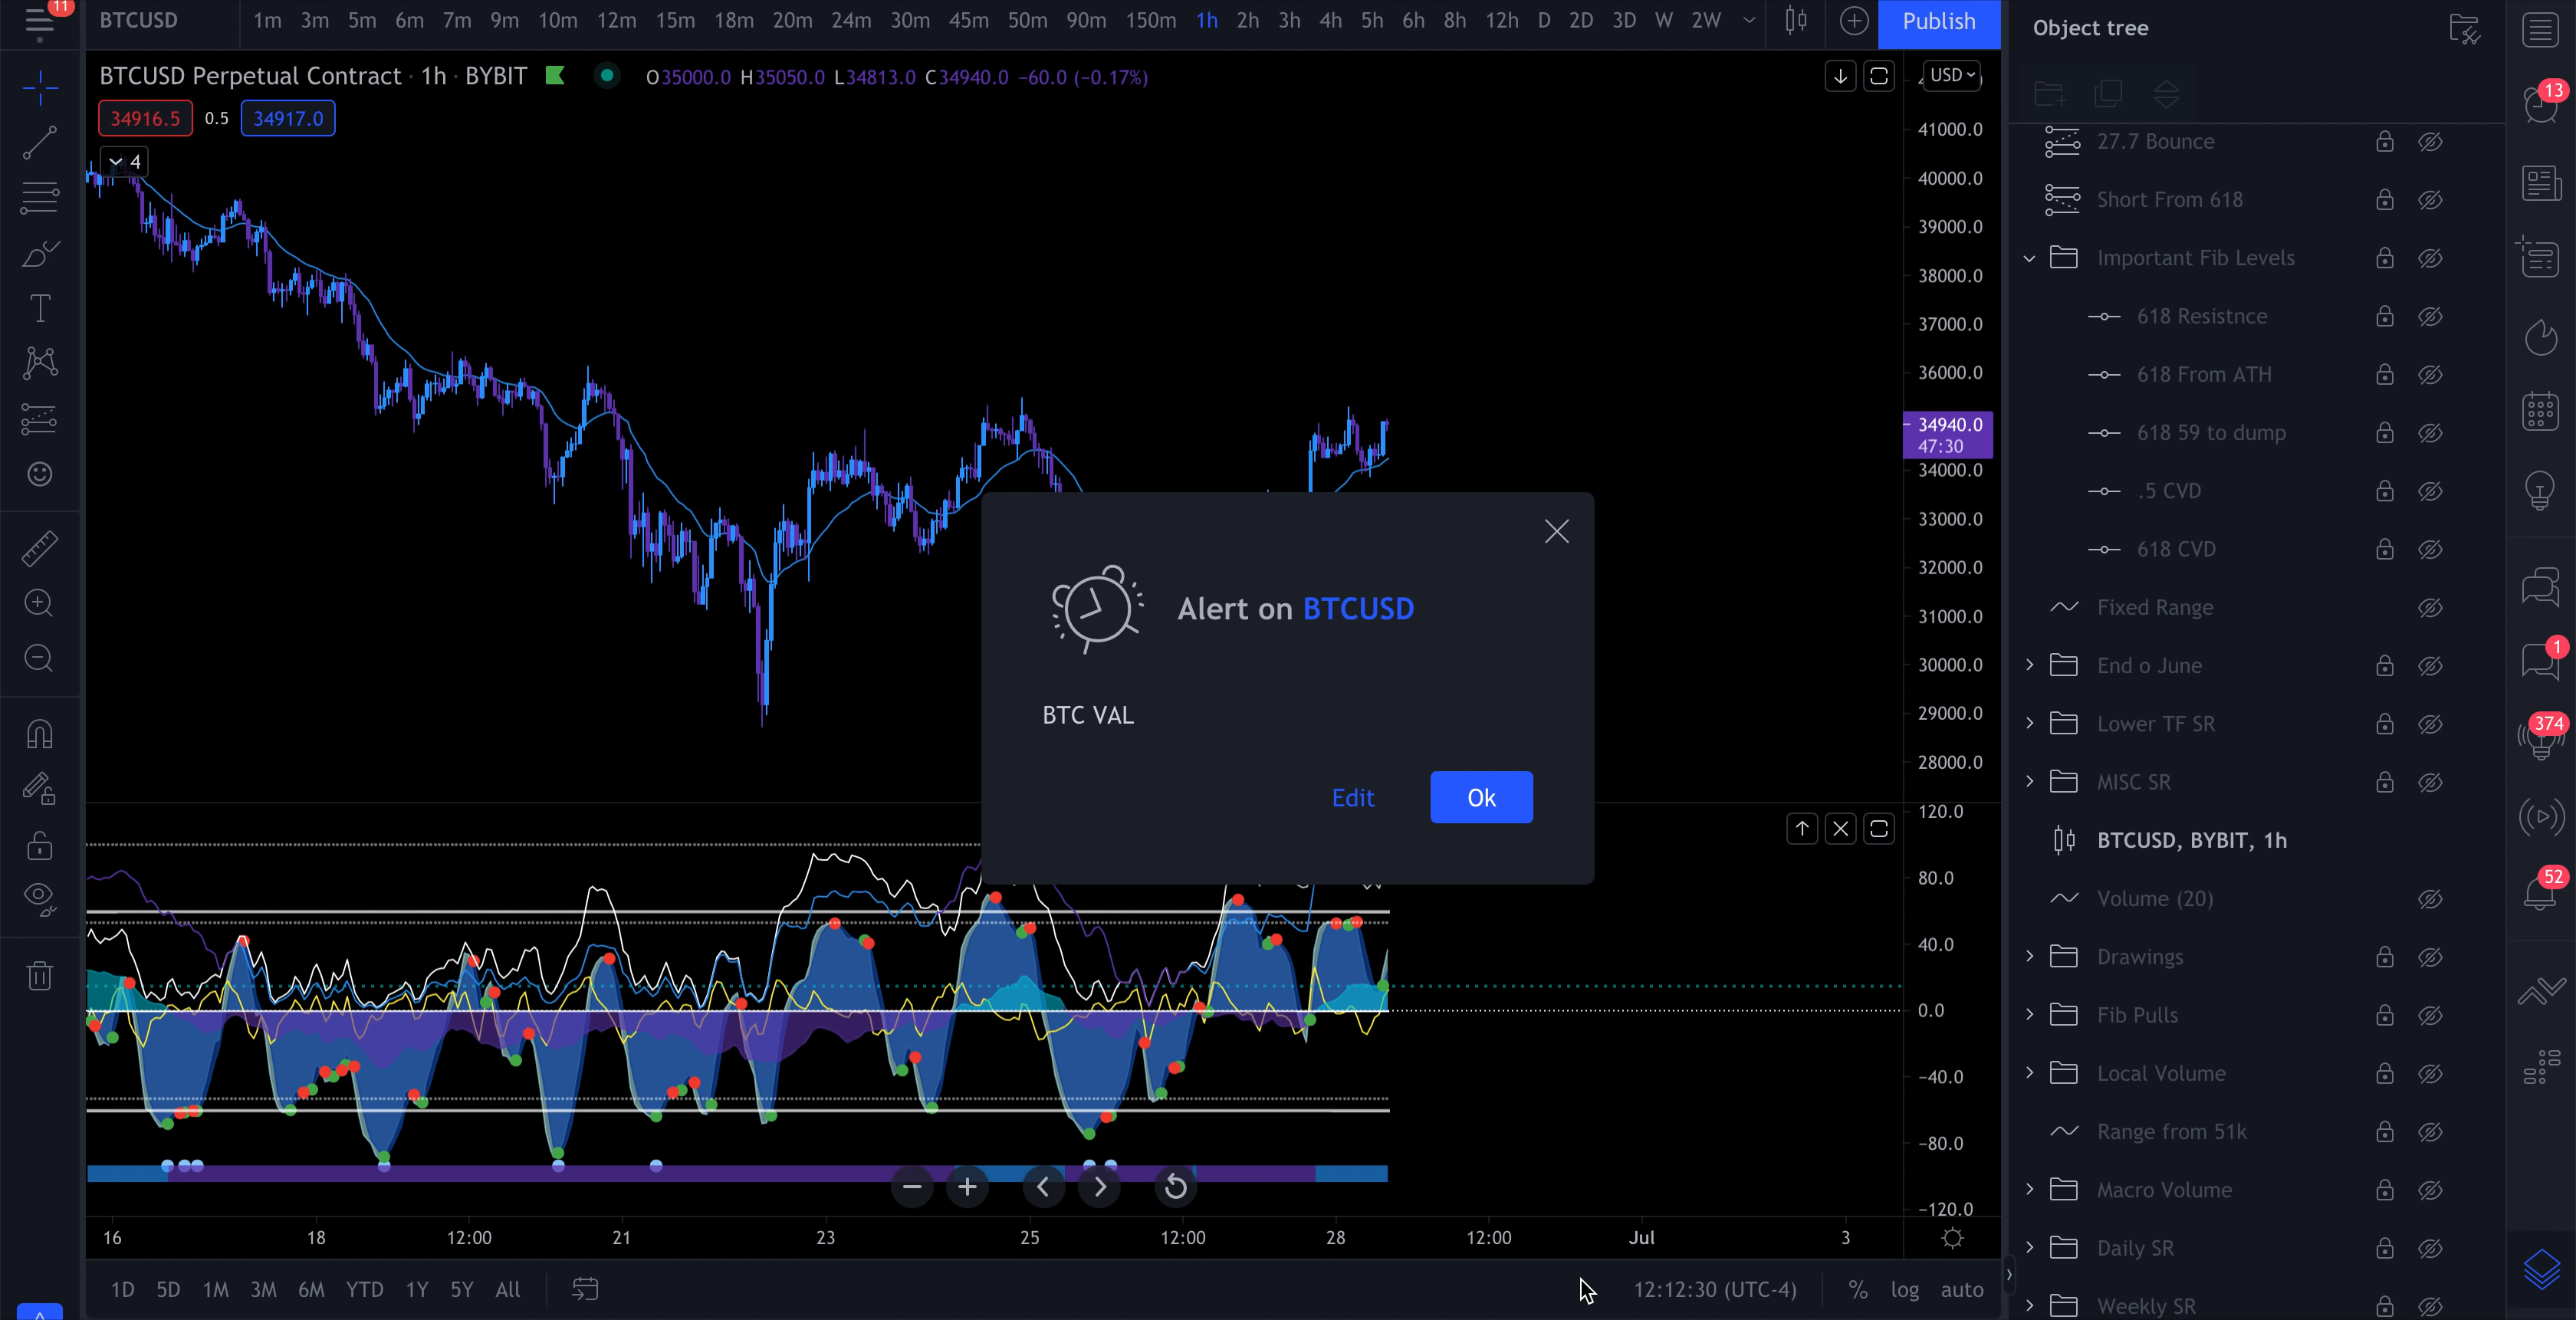 11
BTCUSD
1m 3m 5m 6m 7m 9m 10m 12m 15m 18m 20m 24m 30m 45m 50m 90m 150m 1h 2h 3h 4h 5h 6h 8h 12h D 2D 3D W 2W
Publish
Object tree
BTCUSD Perpetual Contract · 1h · BYBIT
O35000.0 H35050.0 L34813.0 C34940.0 −60.0 (−0.17%)
USD
34916.5 0.5 34917.0
4
41000.0
40000.0
39000.0
38000.0
37000.0
36000.0
34940.0
47:30
34000.0
33000.0
32000.0
31000.0
30000.0
29000.0
28000.0
120.0
80.0
40.0
0.0
−40.0
−80.0
−120.0
Alert on BTCUSD
BTC VAL
Edit
Ok
16 18 12:00 21 23 25 12:00 28 12:00 Jul 3
1D 5D 1M 3M 6M YTD 1Y 5Y All
12:12:30 (UTC-4)
% log auto
27.7 Bounce
Short From 618
Important Fib Levels
618 Resistnce
618 From ATH
618 59 to dump
.5 CVD
618 CVD
Fixed Range
End o June
Lower TF SR
MISC SR
BTCUSD, BYBIT, 1h
Volume (20)
Drawings
Fib Pulls
Local Volume
Range from 51k
Macro Volume
Daily SR
Weekly SR
13
1
374
52